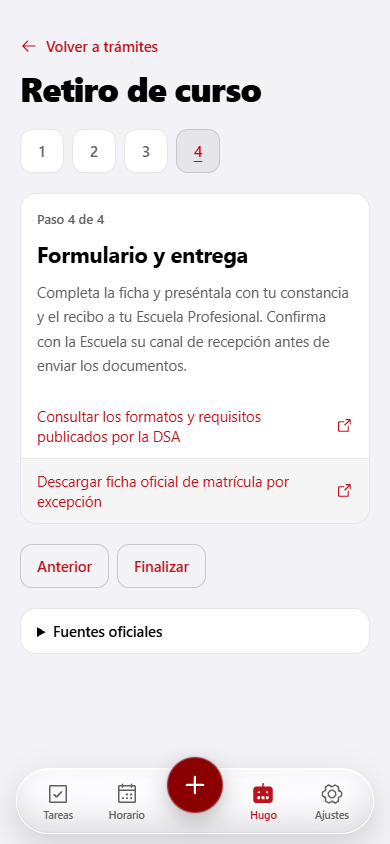 Volver a trámites
Retiro de curso
1 2 3 4
Paso 4 de 4
Formulario y entrega
Completa la ficha y preséntala con tu constancia
y el recibo a tu Escuela Profesional. Confirma
con la Escuela su canal de recepción antes de
enviar los documentos.
Consultar los formatos y requisitos
publicados por la DSA
Descargar ficha oficial de matrícula por
excepción
Anterior Finalizar
Fuentes oficiales
Tareas Horario Hugo Ajustes